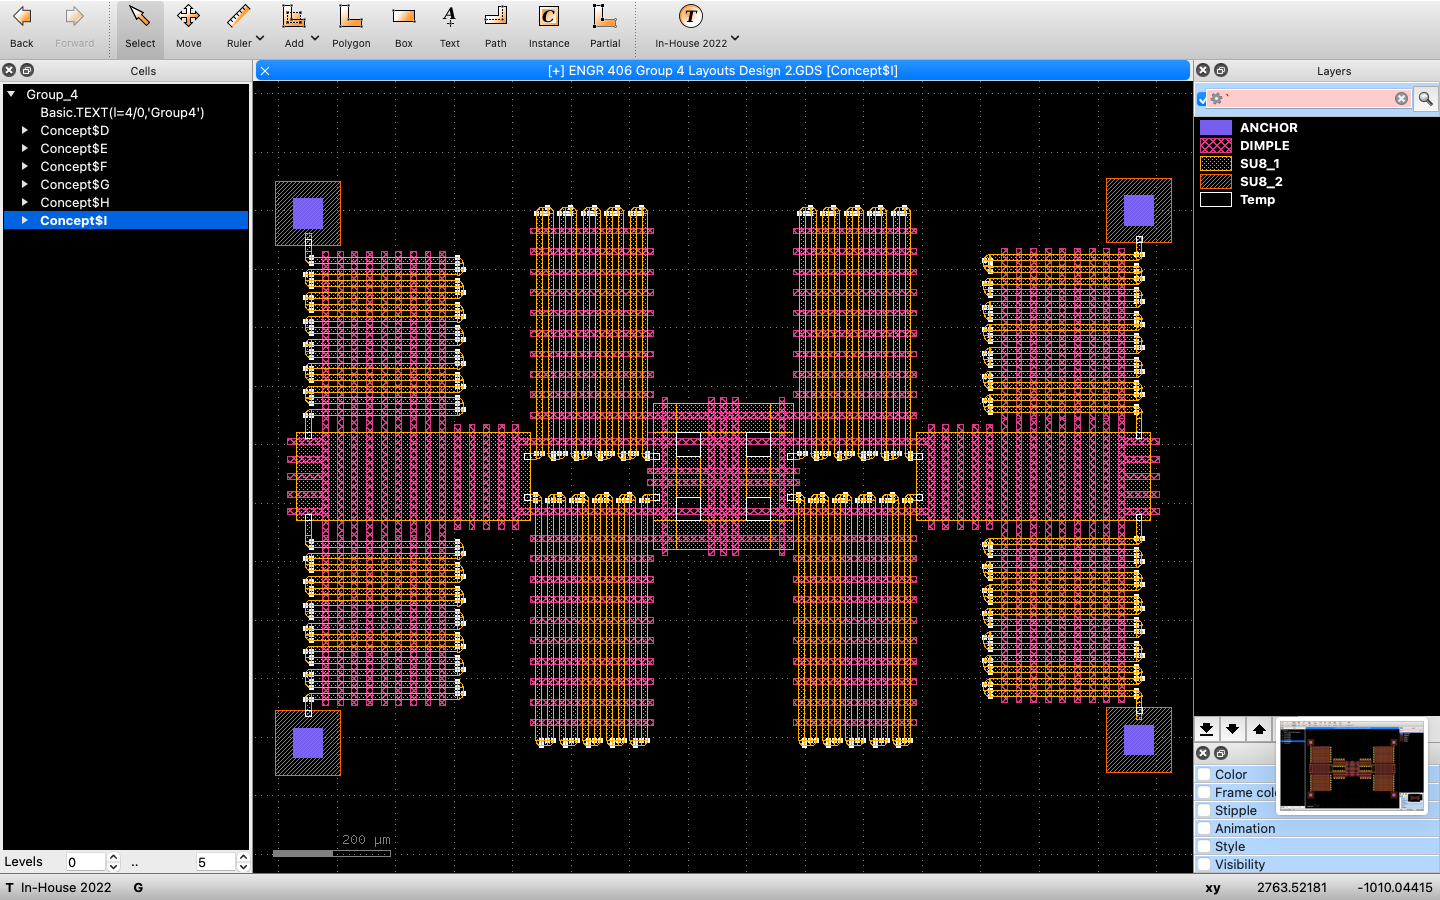 Back
Forward
Select
Move
Ruler
Add
Polygon
Box
Text
Path
Instance
Partial
In-House 2022
Cells
[+] ENGR 406 Group 4 Layouts Design 2.GDS [Concept$I]
Layers
Group_4
Basic.TEXT(l=4/0,'Group4')
Concept$D
Concept$E
Concept$F
Concept$G
Concept$H
Concept$I
`
ANCHOR
DIMPLE
SU8_1
SU8_2
Temp
200 µm
Color
Frame colo
Stipple
Animation
Style
Visibility
Levels 0 .. 5
T In-House 2022 G
xy 2763.52181 -1010.04415